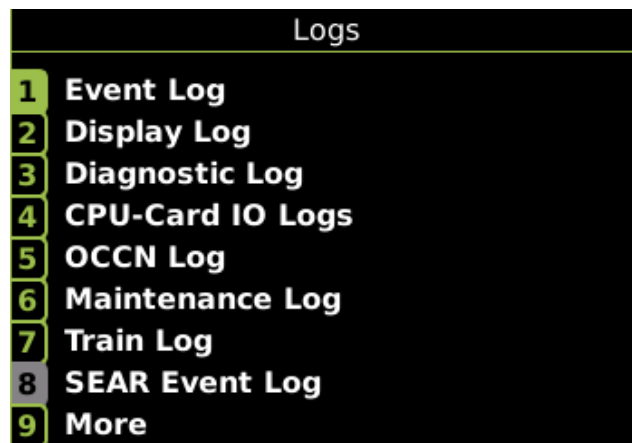 Logs
1 Event Log
2 Display Log
3 Diagnostic Log
4 CPU-Card IO Logs
5 OCCN Log
6 Maintenance Log
7 Train Log
8 SEAR Event Log
9 More